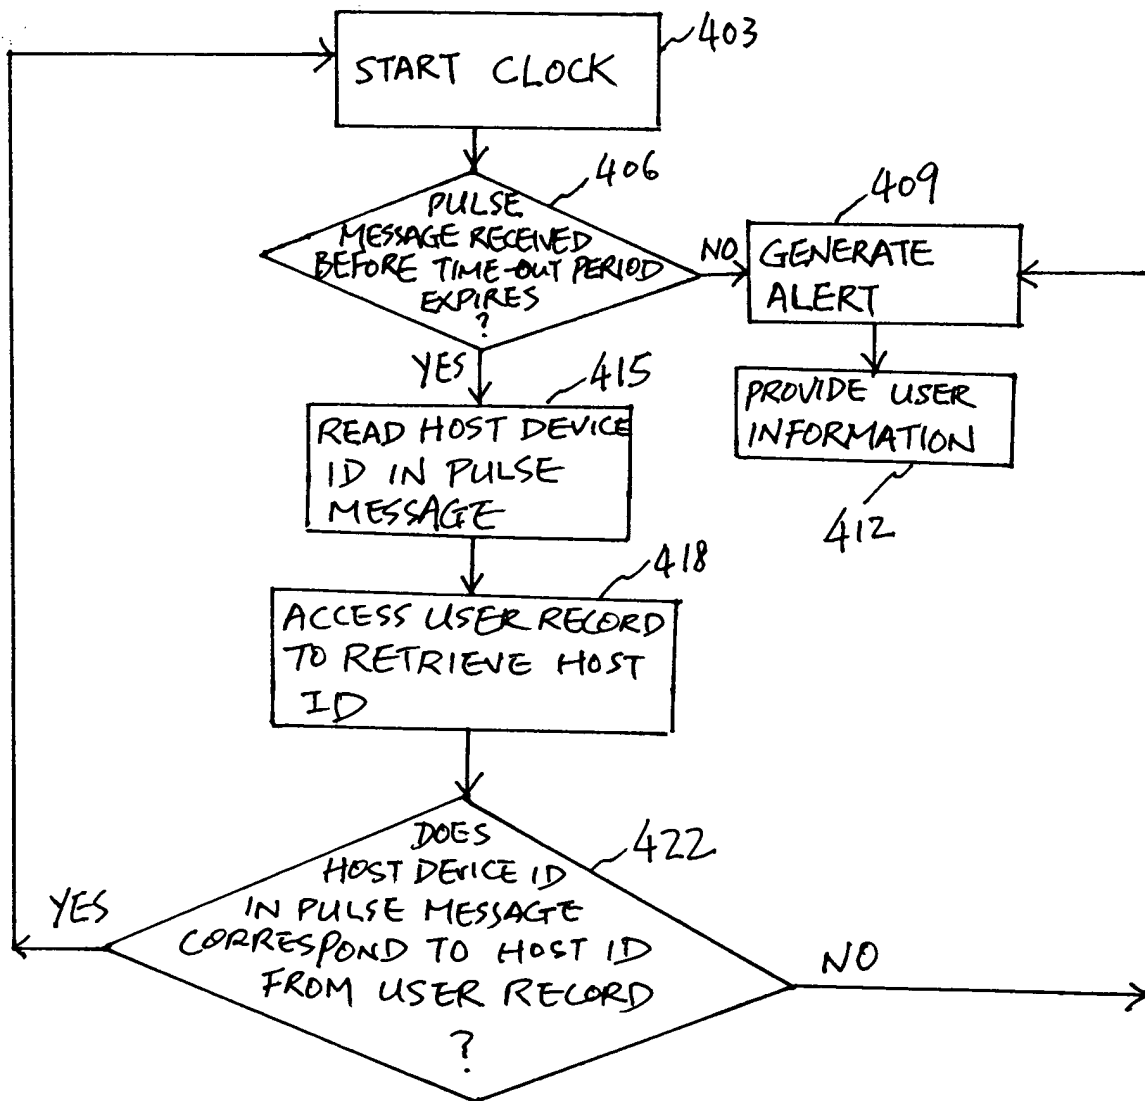 START CLOCK
403
406
PULSE
MESSAGE RECEIVED
BEFORE TIME-OUT PERIOD
EXPIRES
?
NO
409
GENERATE
ALERT
YES
415
READ HOST DEVICE
ID IN PULSE
MESSAGE
PROVIDE USER
INFORMATION
412
418
ACCESS USER RECORD
TO RETRIEVE HOST
ID
422
DOES
HOST DEVICE ID
IN PULSE MESSAGE
CORRESPOND TO HOST ID
FROM USER RECORD
?
YES
NO